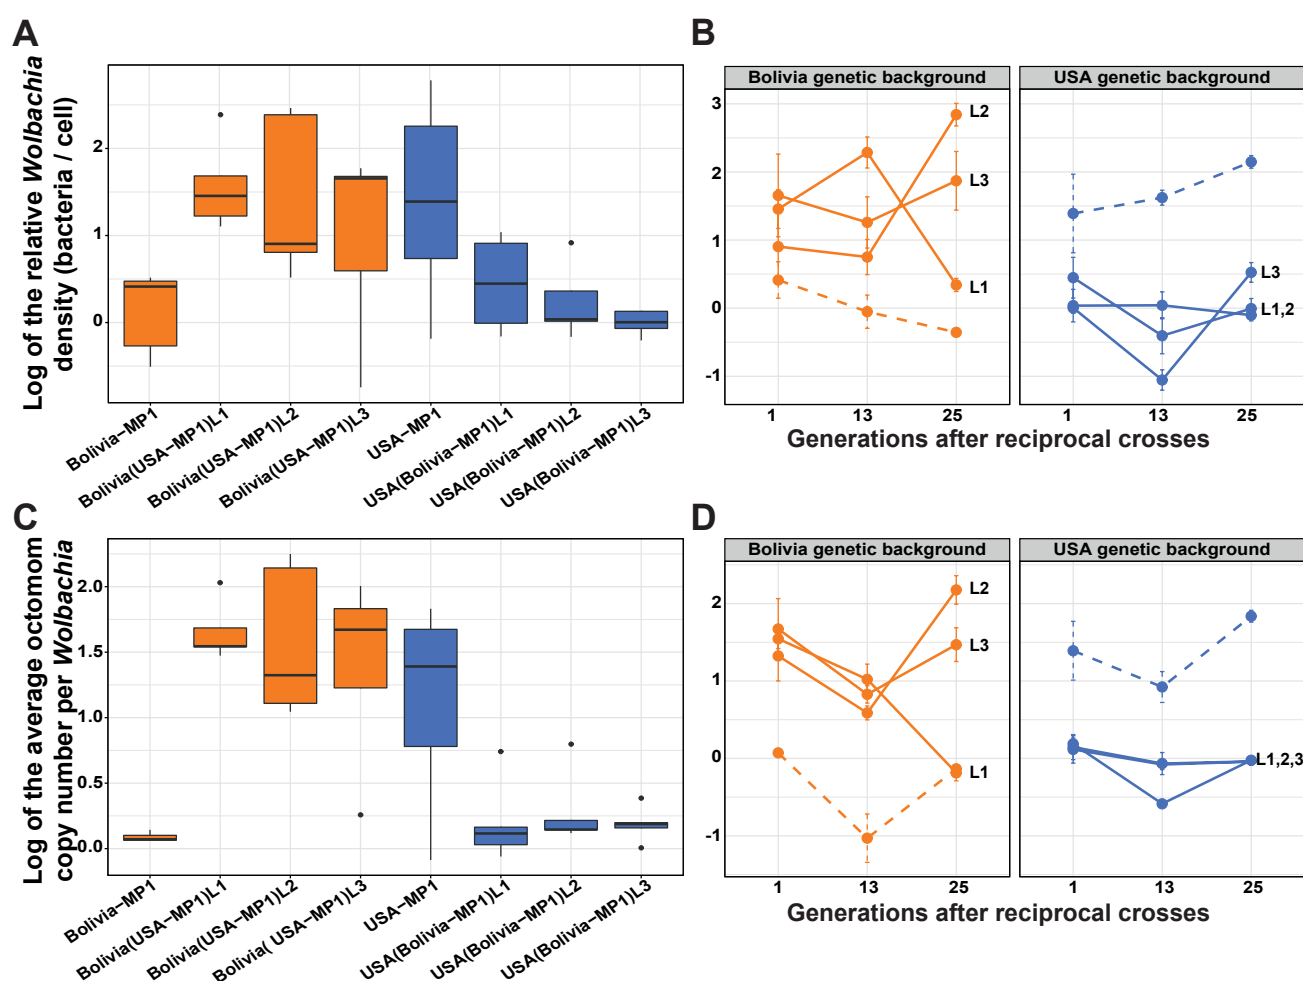 A
Log of the relative Wolbachia
density (bacteria / cell)
2
1
0
Bolivia−MP1
Bolivia(USA−MP1)L1
Bolivia(USA−MP1)L2
Bolivia(USA−MP1)L3
USA−MP1
USA(Bolivia−MP1)L1
USA(Bolivia−MP1)L2
USA(Bolivia−MP1)L3
B
Bolivia genetic background
USA genetic background
3
2
1
0
-1
L2
L3
L1
L3
L1,2
1 13 25 1 13 25
Generations after reciprocal crosses
C
Log of the average octomom
copy number per Wolbachia
2.0
1.5
1.0
0.5
0.0
Bolivia−MP1
Bolivia(USA−MP1)L1
Bolivia(USA−MP1)L2
Bolivia( USA−MP1)L3
USA−MP1
USA(Bolivia−MP1)L1
USA(Bolivia−MP1)L2
USA(Bolivia−MP1)L3
D
Bolivia genetic background
USA genetic background
2
1
0
-1
L2
L3
L1
L1,2,3
1 13 25 1 13 25
Generations after reciprocal crosses